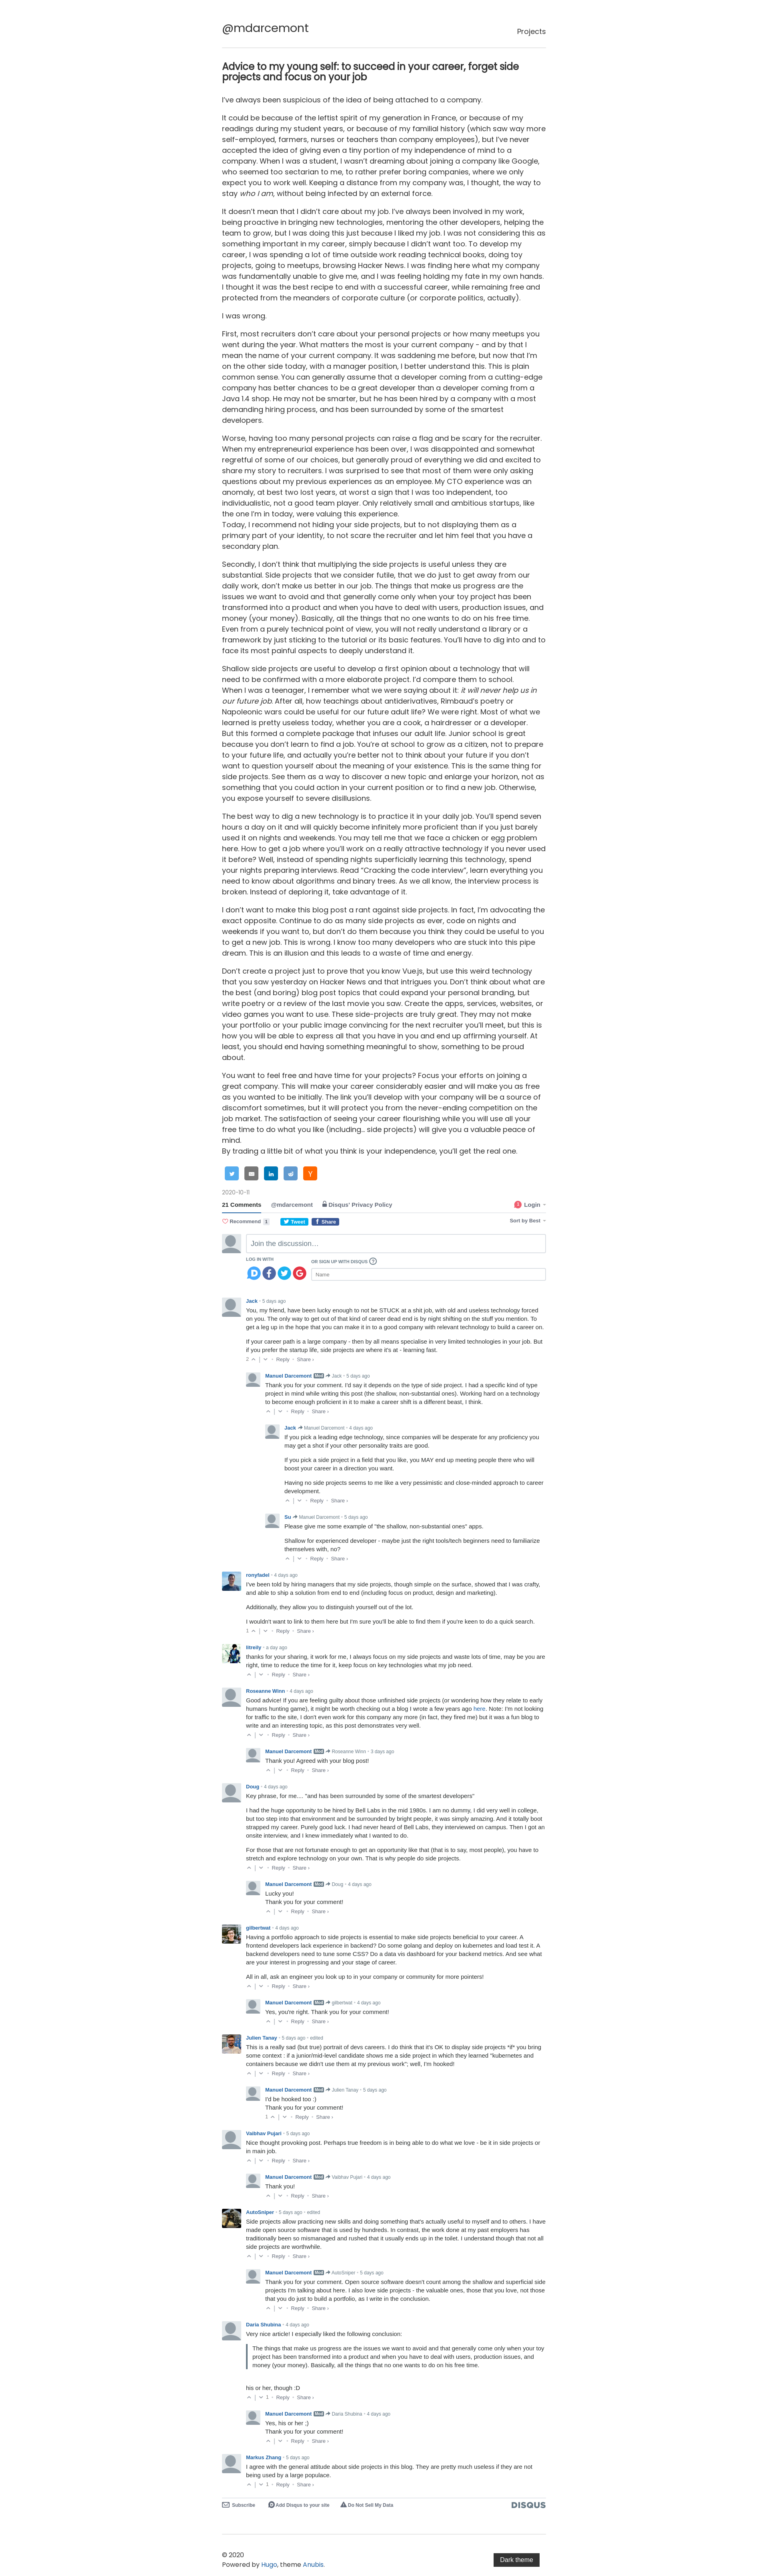 @mdarcemont
Projects
Advice to my young self: to succeed in your career, forget side
projects and focus on your job
I've always been suspicious of the idea of being attached to a company.
It could be because of the leftist spirit of my generation in France, or because of my
readings during my student years, or because of my familial history (which saw way more
self-employed, farmers, nurses or teachers than company employees), but I've never
accepted the idea of giving even a tiny portion of my independence of mind to a
company. When I was a student, I wasn't dreaming about joining a company like Google,
who seemed too sectarian to me, to rather prefer boring companies, where we only
expect you to work well. Keeping a distance from my company was, I thought, the way to
stay who I am, without being infected by an external force.
It doesn't mean that I didn't care about my job. I've always been involved in my work,
being proactive in bringing new technologies, mentoring the other developers, helping the
team to grow, but I was doing this just because I liked my job. I was not considering this as
something important in my career, simply because I didn't want too. To develop my
career, I was spending a lot of time outside work reading technical books, doing toy
projects, going to meetups, browsing Hacker News. I was finding here what my company
was fundamentally unable to give me, and I was feeling holding my fate in my own hands.
I thought it was the best recipe to end with a successful career, while remaining free and
protected from the meanders of corporate culture (or corporate politics, actually).
I was wrong.
First, most recruiters don't care about your personal projects or how many meetups you
went during the year. What matters the most is your current company - and by that I
mean the name of your current company. It was saddening me before, but now that I'm
on the other side today, with a manager position, I better understand this. This is plain
common sense. You can generally assume that a developer coming from a cutting-edge
company has better chances to be a great developer than a developer coming from a
Java 1.4 shop. He may not be smarter, but he has been hired by a company with a most
demanding hiring process, and has been surrounded by some of the smartest
developers.
Worse, having too many personal projects can raise a flag and be scary for the recruiter.
When my entrepreneurial experience has been over, I was disappointed and somewhat
regretful of some of our choices, but generally proud of everything we did and excited to
share my story to recruiters. I was surprised to see that most of them were only asking
questions about my previous experiences as an employee. My CTO experience was an
anomaly, at best two lost years, at worst a sign that I was too independent, too
individualistic, not a good team player. Only relatively small and ambitious startups, like
the one I'm in today, were valuing this experience.
Today, I recommend not hiding your side projects, but to not displaying them as a
primary part of your identity, to not scare the recruiter and let him feel that you have a
secondary plan.
Secondly, I don't think that multiplying the side projects is useful unless they are
substantial. Side projects that we consider futile, that we do just to get away from our
daily work, don't make us better in our job. The things that make us progress are the
issues we want to avoid and that generally come only when your toy project has been
transformed into a product and when you have to deal with users, production issues, and
money (your money). Basically, all the things that no one wants to do on his free time.
Even from a purely technical point of view, you will not really understand a library or a
framework by just sticking to the tutorial or its basic features. You'll have to dig into and to
face its most painful aspects to deeply understand it.
Shallow side projects are useful to develop a first opinion about a technology that will
need to be confirmed with a more elaborate project. I'd compare them to school.
When I was a teenager, I remember what we were saying about it: it will never help us in
our future job. After all, how teachings about antiderivatives, Rimbaud's poetry or
Napoleonic wars could be useful for our future adult life? We were right. Most of what we
learned is pretty useless today, whether you are a cook, a hairdresser or a developer.
But this formed a complete package that infuses our adult life. Junior school is great
because you don't learn to find a job. You're at school to grow as a citizen, not to prepare
to your future life, and actually you're better not to think about your future if you don't
want to question yourself about the meaning of your existence. This is the same thing for
side projects. See them as a way to discover a new topic and enlarge your horizon, not as
something that you could action in your current position or to find a new job. Otherwise,
you expose yourself to severe disillusions.
The best way to dig a new technology is to practice it in your daily job. You'll spend seven
hours a day on it and will quickly become infinitely more proficient than if you just barely
used it on nights and weekends. You may tell me that we face a chicken or egg problem
here. How to get a job where you'll work on a really attractive technology if you never used
it before? Well, instead of spending nights superficially learning this technology, spend
your nights preparing interviews. Read "Cracking the code interview", learn everything you
need to know about algorithms and binary trees. As we all know, the interview process is
broken. Instead of deploring it, take advantage of it.
I don't want to make this blog post a rant against side projects. In fact, I'm advocating the
exact opposite. Continue to do as many side projects as ever, code on nights and
weekends if you want to, but don't do them because you think they could be useful to you
to get a new job. This is wrong. I know too many developers who are stuck into this pipe
dream. This is an illusion and this leads to a waste of time and energy.
Don't create a project just to prove that you know Vue.js, but use this weird technology
that you saw yesterday on Hacker News and that intrigues you. Don't think about what are
the best (and boring) blog post topics that could expand your personal branding, but
write poetry or a review of the last movie you saw. Create the apps, services, websites, or
video games you want to use. These side-projects are truly great. They may not make
your portfolio or your public image convincing for the next recruiter you'll meet, but this is
how you will be able to express all that you have in you and end up affirming yourself. At
least, you should end having something meaningful to show, something to be proud
about.
You want to feel free and have time for your projects? Focus your efforts on joining a
great company. This will make your career considerably easier and will make you as free
as you wanted to be initially. The link you'll develop with your company will be a source of
discomfort sometimes, but it will protect you from the never-ending competition on the
job market. The satisfaction of seeing your career flourishing while you still use all your
free time to do what you like (including... side projects) will give you a valuable peace of
mind.
By trading a little bit of what you think is your independence, you'll get the real one.
2020-10-11
21 Comments @mdarcemont Disqus' Privacy Policy 1 Login
Recommend 1 Tweet Share Sort by Best
Join the discussion…
LOG IN WITH
OR SIGN UP WITH DISQUS ?
Name
Jack • 5 days ago
You, my friend, have been lucky enough to not be STUCK at a shit job, with old and useless technology forced
on you. The only way to get out of that kind of career dead end is by night shifting on the stuff you mention. To
get a leg up in the hope that you can make it in to a good company with relevant technology to build a career on.
If your career path is a large company - then by all means specialise in very limited technologies in your job. But
if you prefer the startup life, side projects are where it's at - learning fast.
2 • Reply • Share ›
Manuel Darcemont Mod Jack • 5 days ago
Thank you for your comment. I'd say it depends on the type of side project. I had a specific kind of type
project in mind while writing this post (the shallow, non-substantial ones). Working hard on a technology
to become enough proficient in it to make a career shift is a different beast, I think.
• Reply • Share ›
Jack Manuel Darcemont • 4 days ago
If you pick a leading edge technology, since companies will be desperate for any proficiency you
may get a shot if your other personality traits are good.
If you pick a side project in a field that you like, you MAY end up meeting people there who will
boost your career in a direction you want.
Having no side projects seems to me like a very pessimistic and close-minded approach to career
development.
• Reply • Share ›
Su Manuel Darcemont • 5 days ago
Please give me some example of "the shallow, non-substantial ones" apps.
Shallow for experienced developer - maybe just the right tools/tech beginners need to familiarize
themselves with, no?
• Reply • Share ›
ronyfadel • 4 days ago
I've been told by hiring managers that my side projects, though simple on the surface, showed that I was crafty,
and able to ship a solution from end to end (including focus on product, design and marketing).
Additionally, they allow you to distinguish yourself out of the lot.
I wouldn't want to link to them here but I'm sure you'll be able to find them if you're keen to do a quick search.
1 • Reply • Share ›
litreily • a day ago
thanks for your sharing, it work for me, I always focus on my side projects and waste lots of time, may be you are
right, time to reduce the time for it, keep focus on key technologies what my job need.
• Reply • Share ›
Roseanne Winn • 4 days ago
Good advice! If you are feeling guilty about those unfinished side projects (or wondering how they relate to early
humans hunting game), it might be worth checking out a blog I wrote a few years ago here. Note: I'm not looking
for traffic to the site, I don't even work for this company any more (in fact, they fired me) but it was a fun blog to
write and an interesting topic, as this post demonstrates very well.
• Reply • Share ›
Manuel Darcemont Mod Roseanne Winn • 3 days ago
Thank you! Agreed with your blog post!
• Reply • Share ›
Doug • 4 days ago
Key phrase, for me.... "and has been surrounded by some of the smartest developers"
I had the huge opportunity to be hired by Bell Labs in the mid 1980s. I am no dummy, I did very well in college,
but too step into that environment and be surrounded by bright people, it was simply amazing. And it totally boot
strapped my career. Purely good luck. I had never heard of Bell Labs, they interviewed on campus. Then I got an
onsite interview, and I knew immediately what I wanted to do.
For those that are not fortunate enough to get an opportunity like that (that is to say, most people), you have to
stretch and explore technology on your own. That is why people do side projects.
• Reply • Share ›
Manuel Darcemont Mod Doug • 4 days ago
Lucky you!
Thank you for your comment!
• Reply • Share ›
gilbertwat • 4 days ago
Having a portfolio approach to side projects is essential to make side projects beneficial to your career. A
frontend developers lack experience in backend? Do some golang and deploy on kubernetes and load test it. A
backend developers need to tune some CSS? Do a data vis dashboard for your backend metrics. And see what
are your interest in progressing and your stage of career.
All in all, ask an engineer you look up to in your company or community for more pointers!
• Reply • Share ›
Manuel Darcemont Mod gilbertwat • 4 days ago
Yes, you're right. Thank you for your comment!
• Reply • Share ›
Julien Tanay • 5 days ago • edited
This is a really sad (but true) portrait of devs careers. I do think that it's OK to display side projects *if* you bring
some context : if a junior/mid-level candidate shows me a side project in which they learned "kubernetes and
containers because we didn't use them at my previous work"; well, I'm hooked!
• Reply • Share ›
Manuel Darcemont Mod Julien Tanay • 5 days ago
I'd be hooked too :)
Thank you for your comment!
1 • Reply • Share ›
Vaibhav Pujari • 5 days ago
Nice thought provoking post. Perhaps true freedom is in being able to do what we love - be it in side projects or
in main job.
• Reply • Share ›
Manuel Darcemont Mod Vaibhav Pujari • 4 days ago
Thank you!
• Reply • Share ›
AutoSniper • 5 days ago • edited
Side projects allow practicing new skills and doing something that's actually useful to myself and to others. I have
made open source software that is used by hundreds. In contrast, the work done at my past employers has
traditionally been so mismanaged and rushed that it usually ends up in the toilet. I understand though that not all
side projects are worthwhile.
• Reply • Share ›
Manuel Darcemont Mod AutoSniper • 5 days ago
Thank you for your comment. Open source software doesn't count among the shallow and superficial side
projects I'm talking about here. I also love side projects - the valuable ones, those that you love, not those
that you do just to build a portfolio, as I write in the conclusion.
• Reply • Share ›
Daria Shubina • 4 days ago
Very nice article! I especially liked the following conclusion:
The things that make us progress are the issues we want to avoid and that generally come only when your toy
project has been transformed into a product and when you have to deal with users, production issues, and
money (your money). Basically, all the things that no one wants to do on his free time.
his or her, though :D
1 • Reply • Share ›
Manuel Darcemont Mod Daria Shubina • 4 days ago
Yes, his or her ;)
Thank you for your comment!
• Reply • Share ›
Markus Zhang • 5 days ago
I agree with the general attitude about side projects in this blog. They are pretty much useless if they are not
being used by a large populace.
1 • Reply • Share ›
Subscribe Add Disqus to your site Do Not Sell My Data DISQUS
© 2020
Powered by Hugo, theme Anubis.
Dark theme